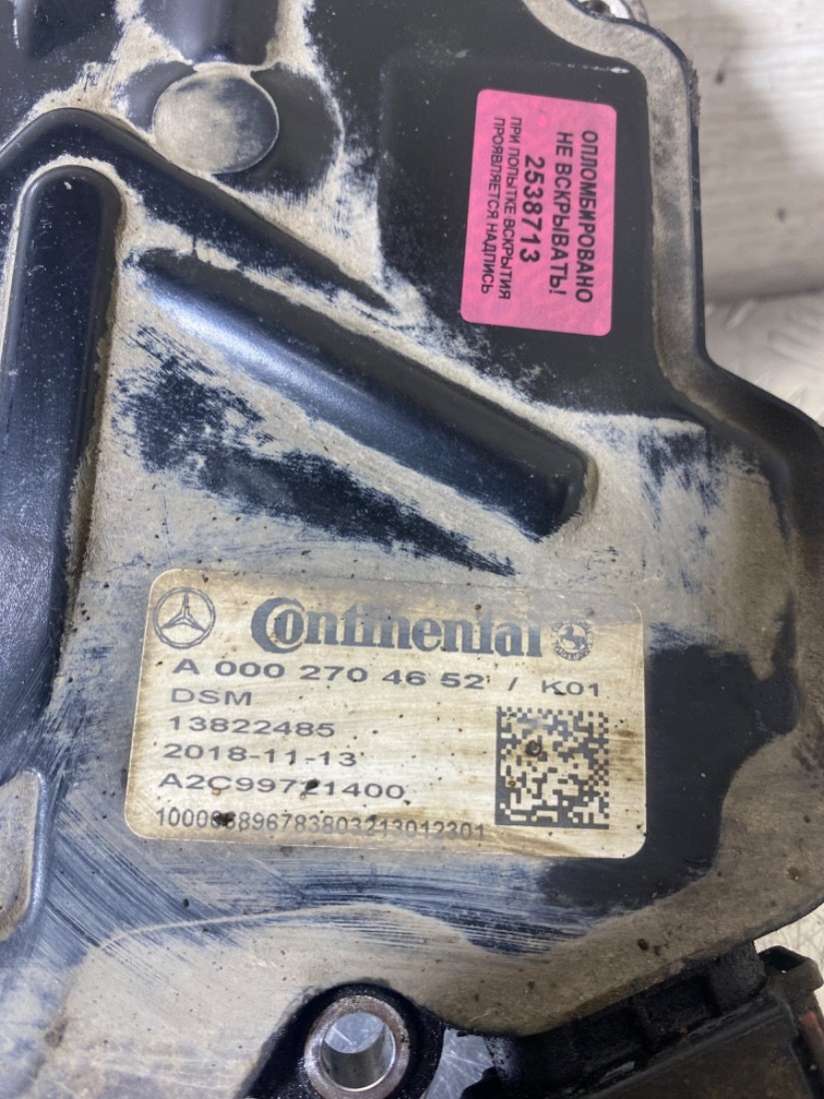 ОПЛОМБИРОВАНО
НЕ ВСКРЫВАТЬ!
2538713
ПРИ ПОПЫТКЕ ВСКРЫТИЯ
ПРОЯВЛЯЕТСЯ НАДПИСЬ
Continental
A 000 270 46 52 / K01
DSM
13822485
2018-11-13
A2C99721400